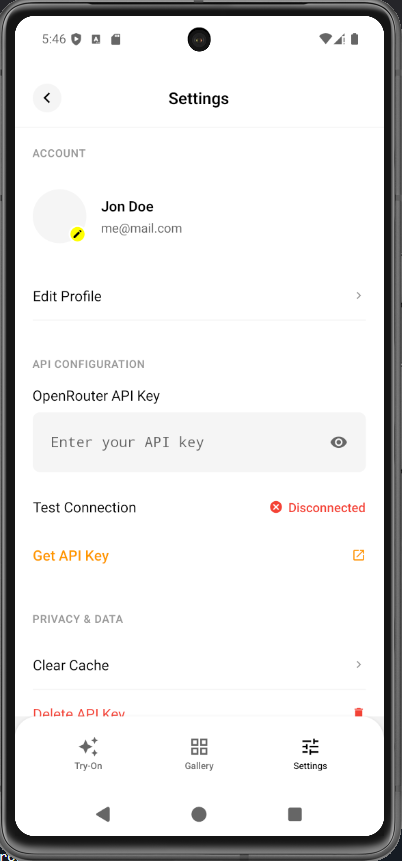 5:46
Settings
ACCOUNT
Jon Doe
me@mail.com
Edit Profile
API CONFIGURATION
OpenRouter API Key
Enter your API key
Test Connection
Disconnected
Get API Key
PRIVACY & DATA
Clear Cache
Delete API Key
Try-On
Gallery
Settings